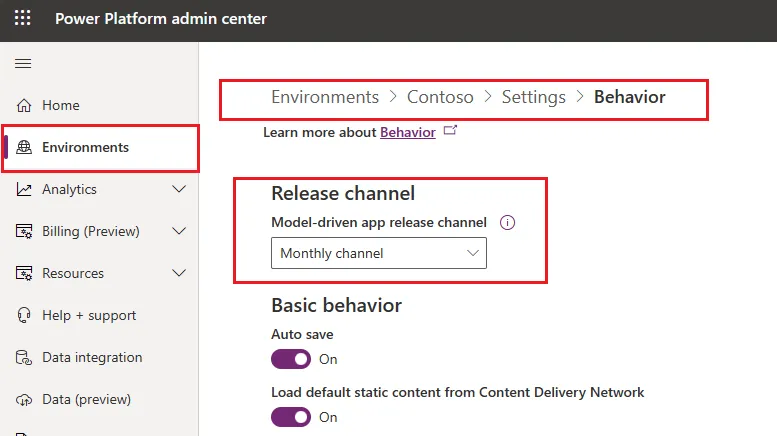 Power Platform admin center
Environments > Contoso > Settings > Behavior
Learn more about Behavior
Home
Environments
Analytics
Billing (Preview)
Resources
Help + support
Data integration
Data (preview)
Release channel
Model-driven app release channel
Monthly channel
Basic behavior
Auto save
On
Load default static content from Content Delivery Network
On